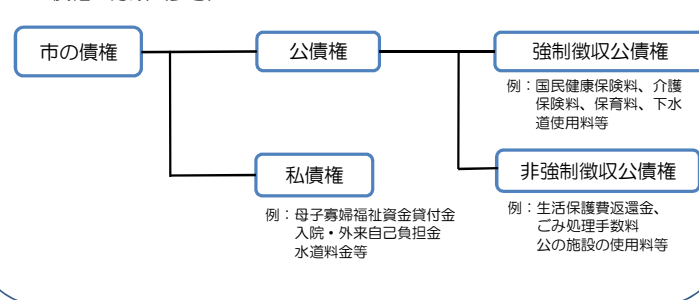 市の債権
公債権
強制徴収公債権
例：国民健康保険料、介護
保険料、保育料、下水
道使用料等
私債権
例：母子寡婦福祉資金貸付金
入院・外来自己負担金
水道料金等
非強制徴収公債権
例：生活保護費返還金、
ごみ処理手数料
公の施設の使用料等